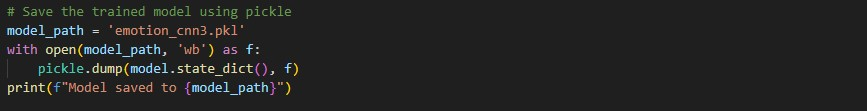 # Save the trained model using pickle
model_path = 'emotion_cnn3.pkl'
with open(model_path, 'wb') as f:
    pickle.dump(model.state_dict(), f)
print(f"Model saved to {model_path}")